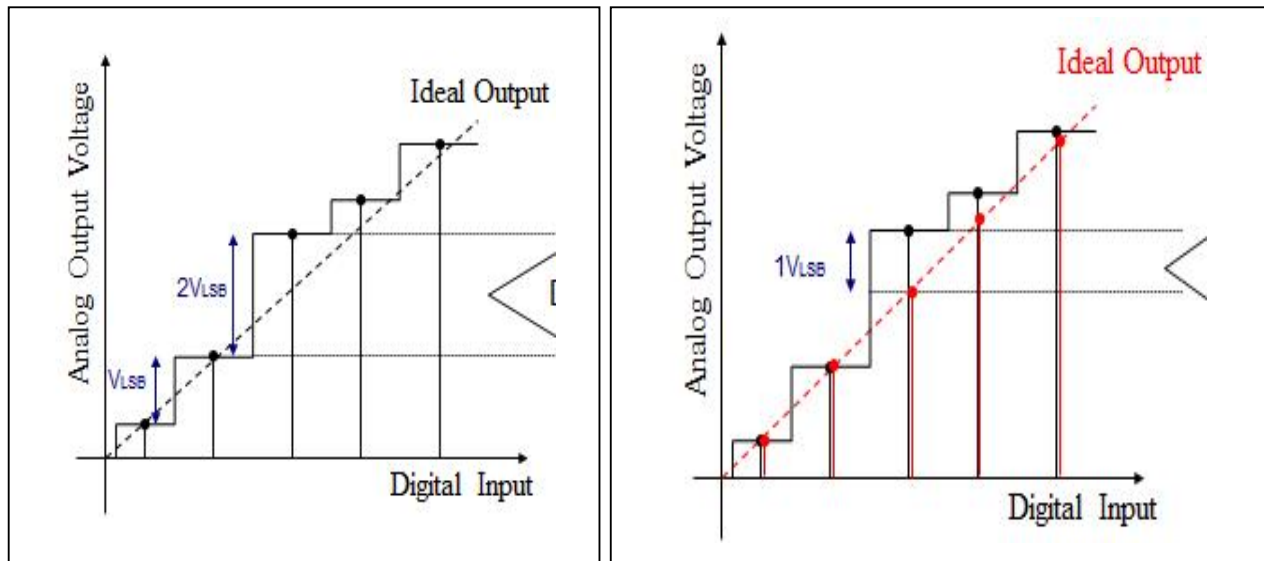 Ideal Output
Analog Output Voltage
2VLSB
VLSB
Digital Input
Ideal Output
Analog Output Voltage
1VLSB
Digital Input